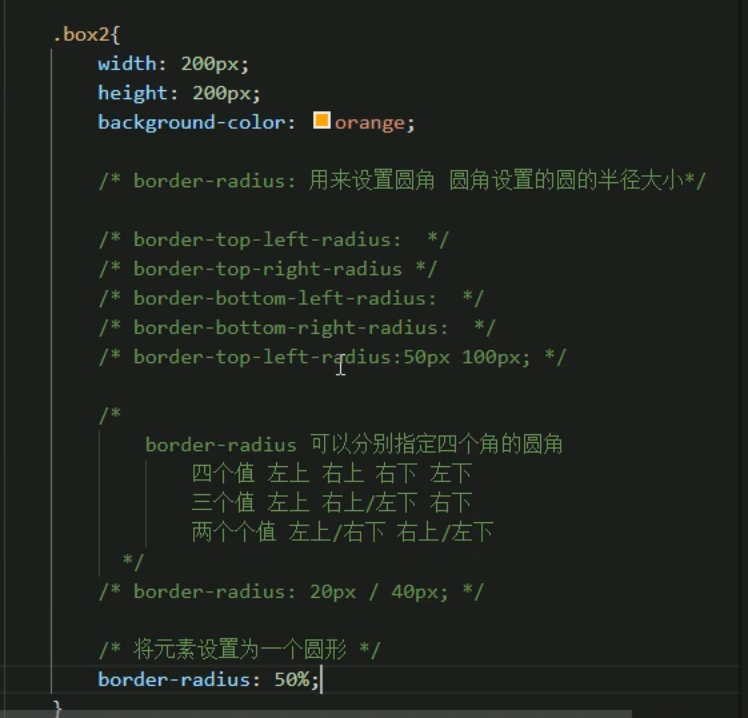 .box2{
width: 200px;
height: 200px;
background-color: orange;
/* border-radius: 用来设置圆角 圆角设置的圆的半径大小*/
/* border-top-left-radius:  */
/* border-top-right-radius */
/* border-bottom-left-radius:  */
/* border-bottom-right-radius:  */
/* border-top-left-radius:50px 100px; */
/*
border-radius 可以分别指定四个角的圆角
四个值 左上 右上 右下 左下
三个值 左上 右上/左下 右下
两个个值 左上/右下 右上/左下
*/
/* border-radius: 20px / 40px; */
/* 将元素设置为一个圆形 */
border-radius: 50%;
}